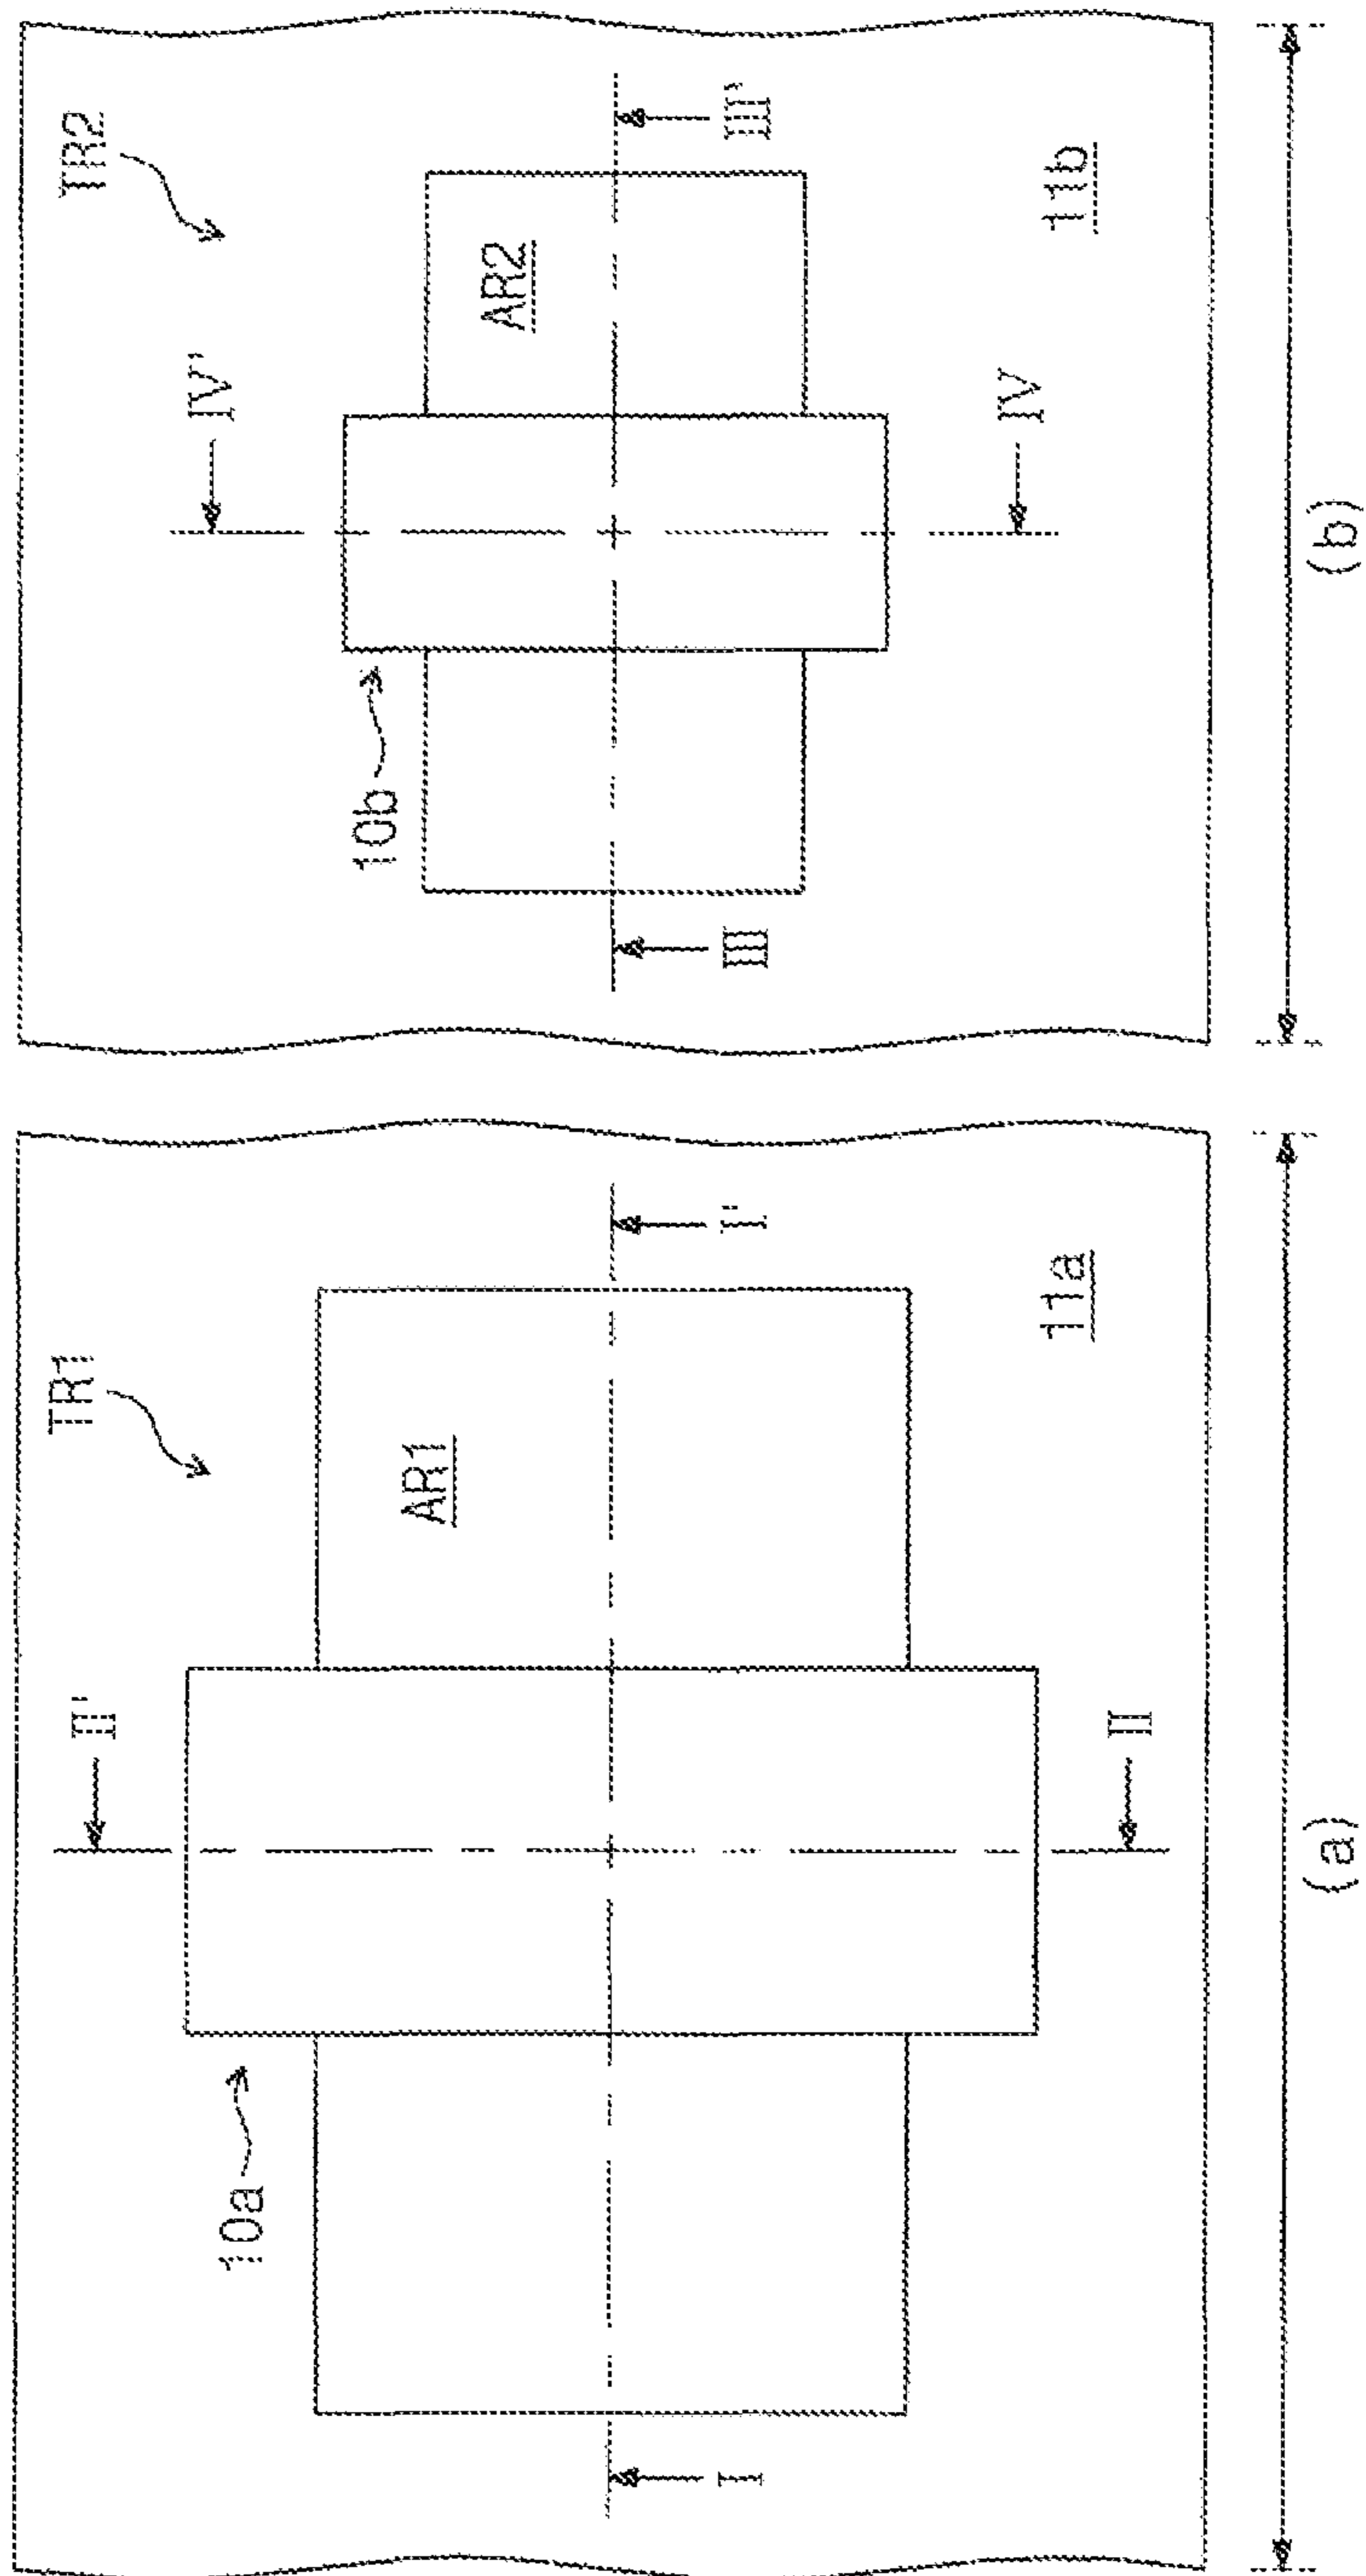 TR1
II'
AR1
10a
I
I'
II
11a
(a)
TR2
IV'
AR2
10b
III
III'
IV
11b
(b)